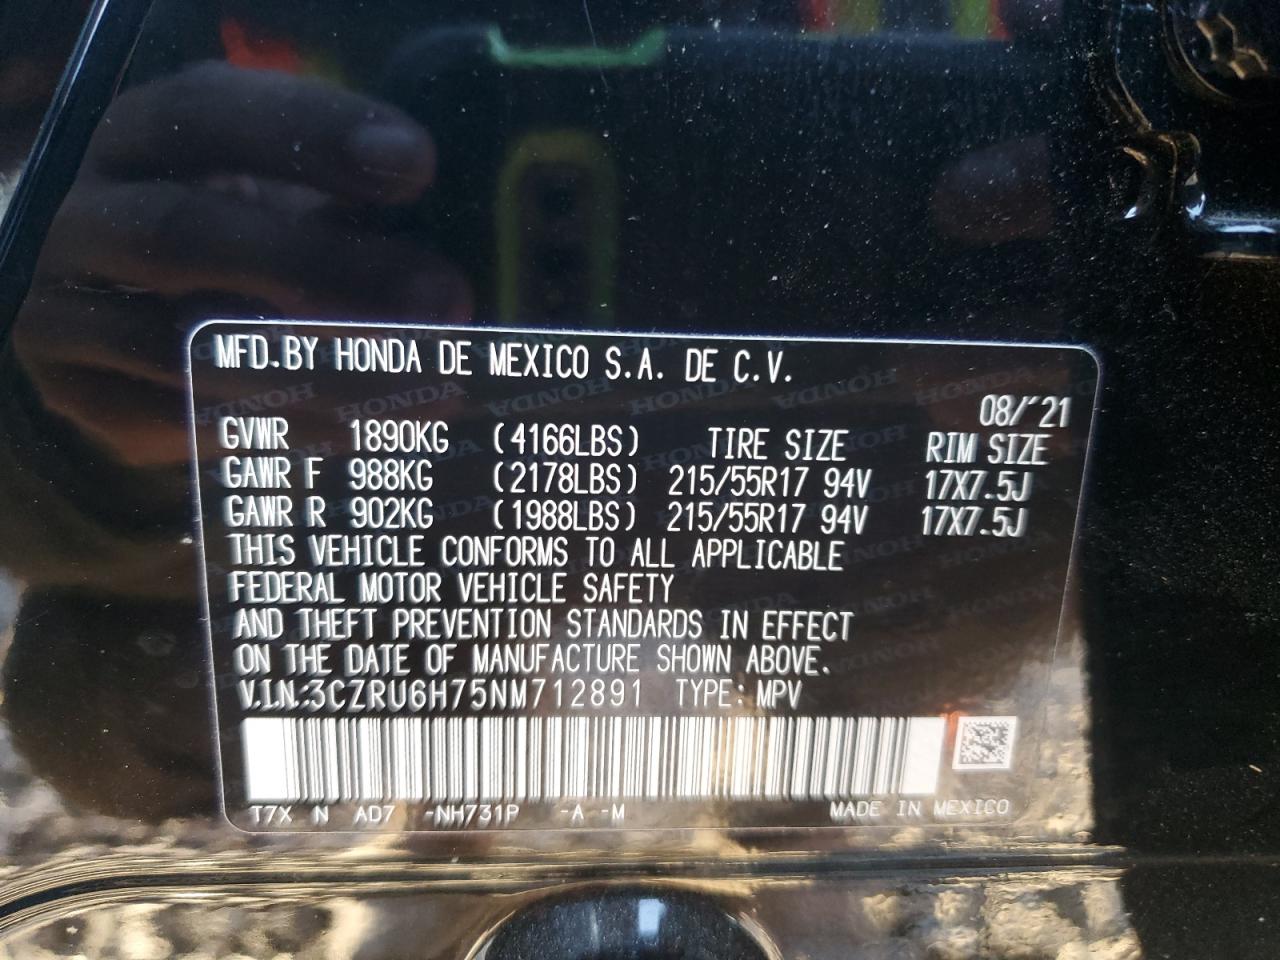 MFD.BY HONDA DE MEXICO S.A. DE C.V.
08/'21
GVWR 1890KG (4166LBS) TIRE SIZE RIM SIZE
GAWR F 988KG (2178LBS) 215/55R17 94V 17X7.5J
GAWR R 902KG (1988LBS) 215/55R17 94V 17X7.5J
THIS VEHICLE CONFORMS TO ALL APPLICABLE
FEDERAL MOTOR VEHICLE SAFETY
AND THEFT PREVENTION STANDARDS IN EFFECT
ON THE DATE OF MANUFACTURE SHOWN ABOVE.
V.I.N.:3CZRU6H75NM712891 TYPE: MPV
T7X N AD7 -NH731P -A -M MADE IN MEXICO